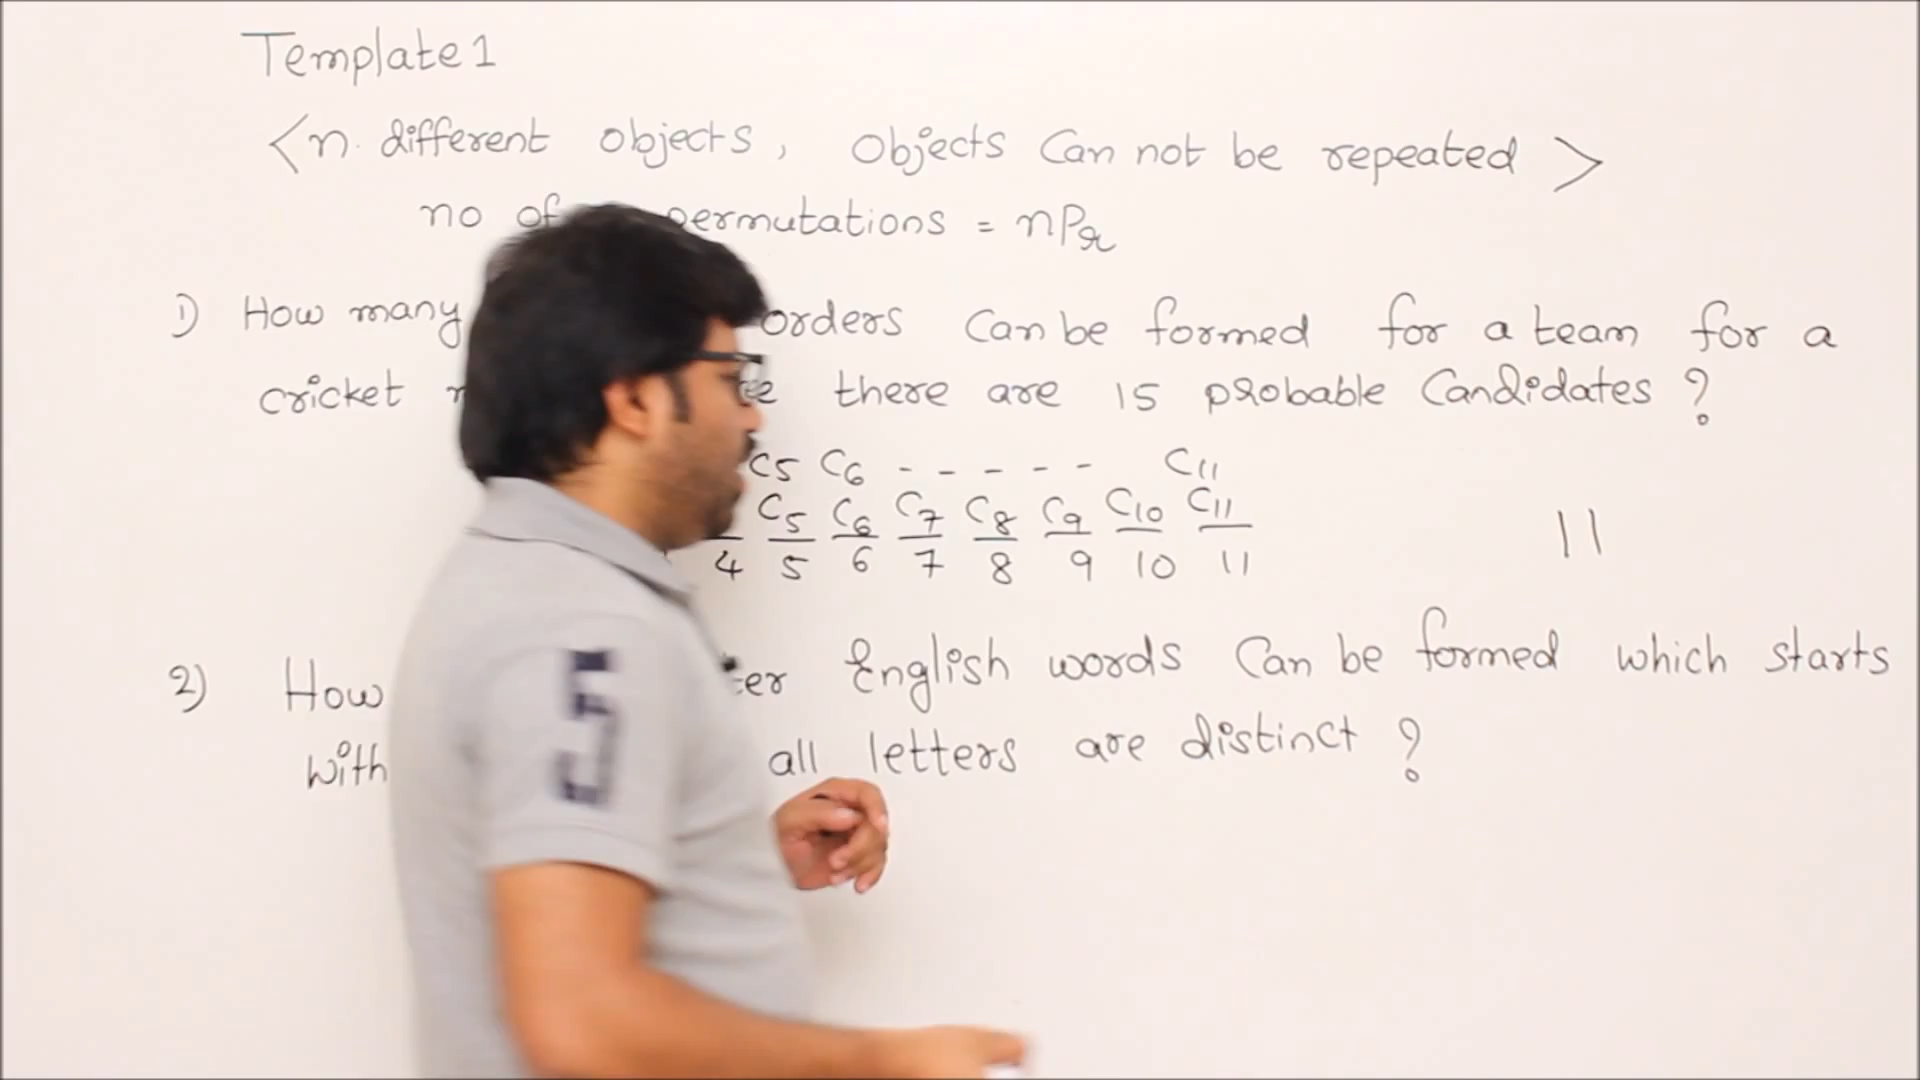 Template 1
<n different objects, Objects Can not be repeated>
no of permutations = nPr
1) How many orders Can be formed for a team for a
cricket there are 15 probable Candidates ?
C5 C6 - - - - - C11
C5 C6 C7 C8 C9 C10 C11 11
4 5 6 7 8 9 10 11
2) How English words Can be formed which starts
with all letters are distinct ?